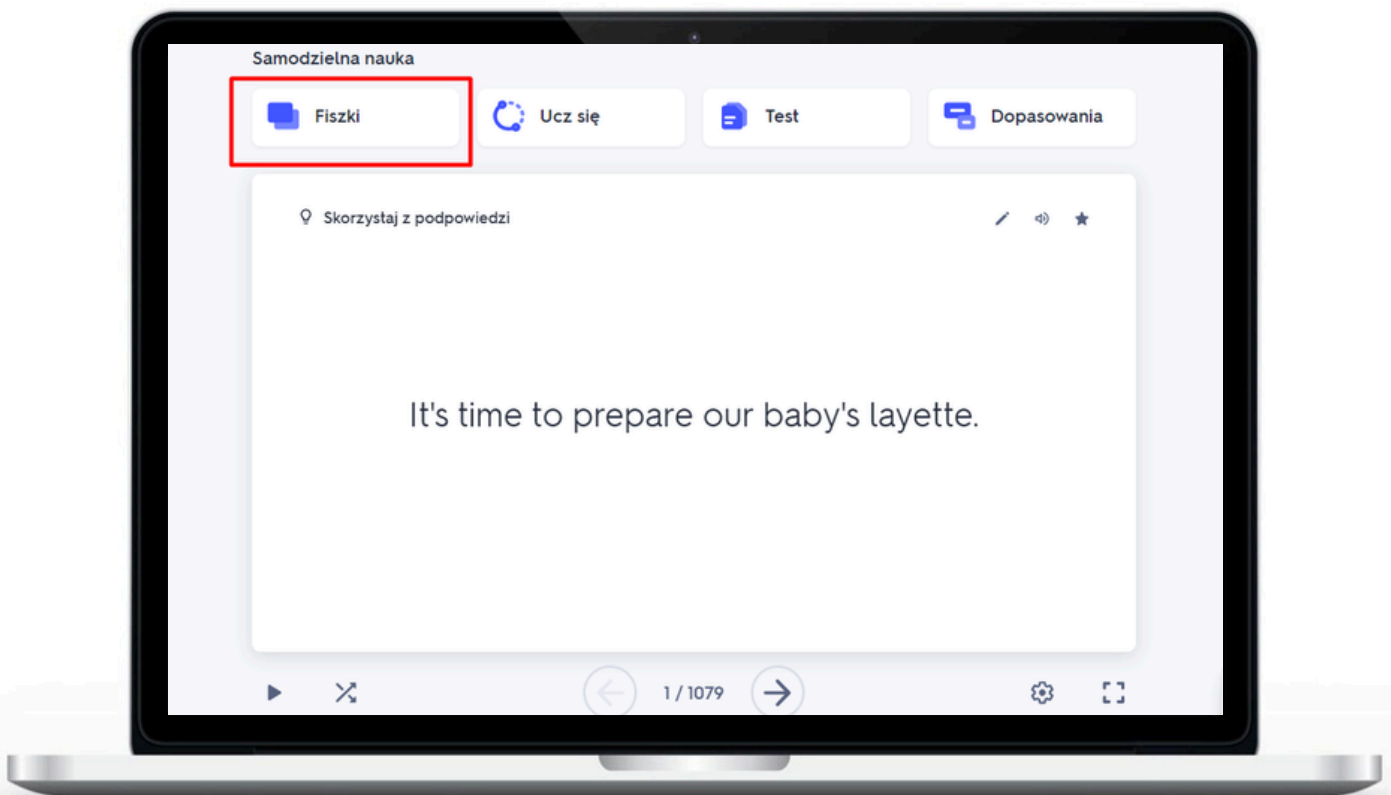 Samodzielna nauka
Fiszki
Ucz się
Test
Dopasowania
Skorzystaj z podpowiedzi
It's time to prepare our baby's layette.
1 / 1079